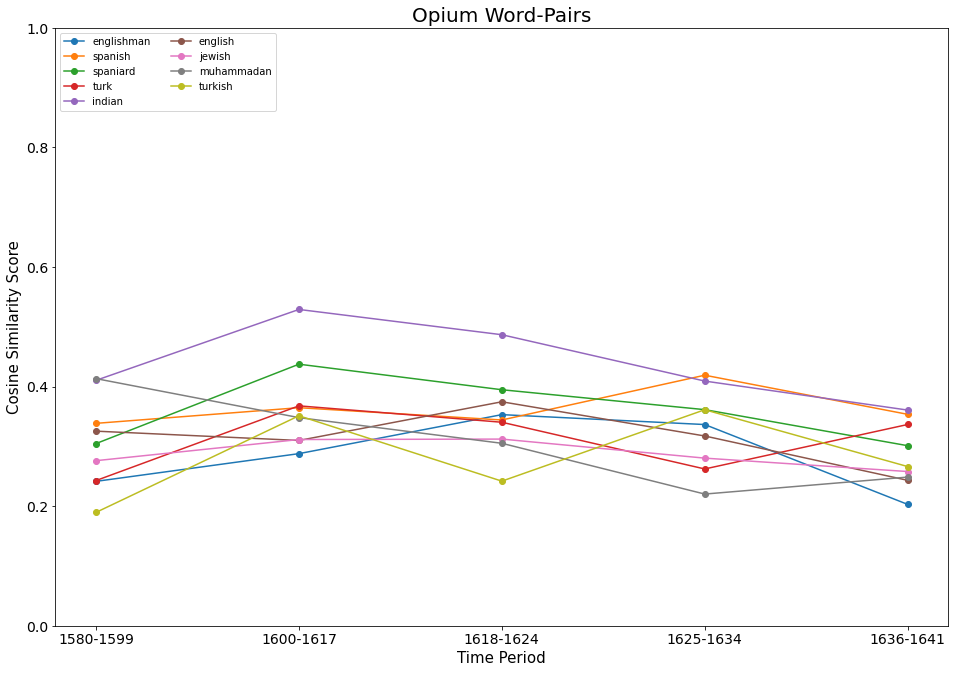 Opium Word-Pairs
englishman
spanish
spaniard
turk
indian
english
jewish
muhammadan
turkish
Cosine Similarity Score
1.0
0.8
0.6
0.4
0.2
0.0
1580-1599 1600-1617 1618-1624 1625-1634 1636-1641
Time Period